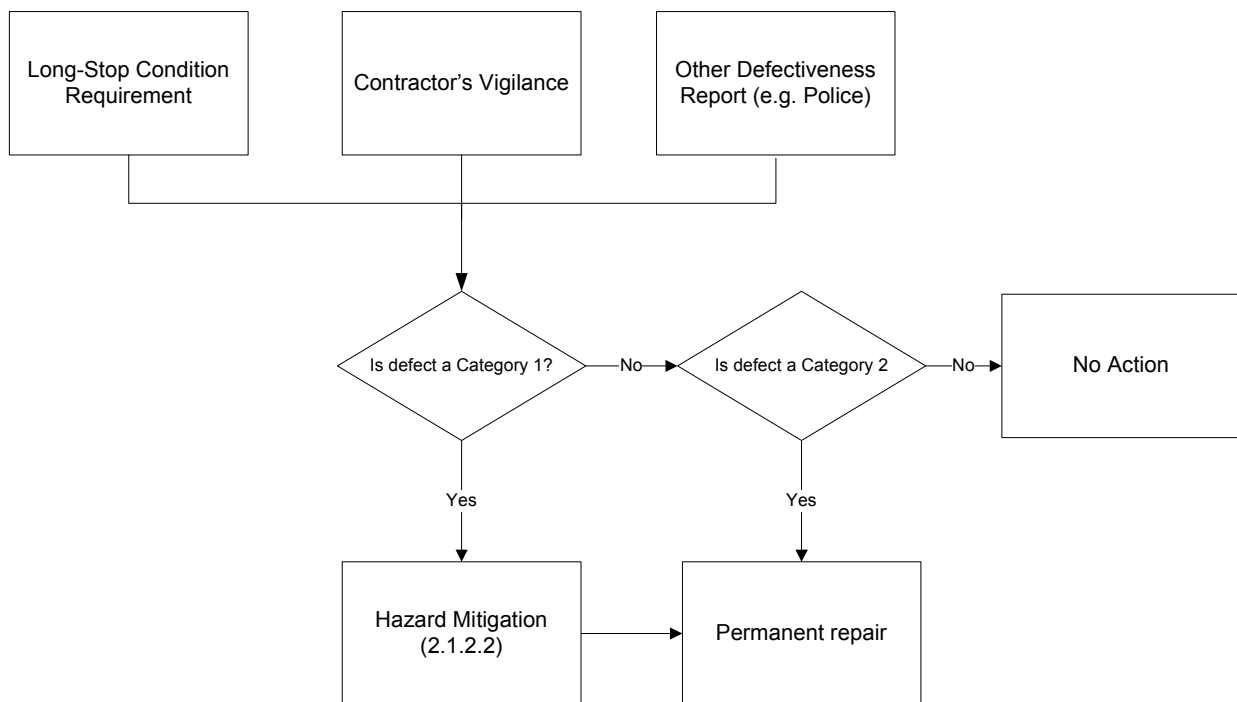 Long-Stop Condition
Requirement
Contractor’s Vigilance
Other Defectiveness
Report (e.g. Police)
Is defect a Category 1?
No
Is defect a Category 2
No
No Action
Yes
Yes
Hazard Mitigation
(2.1.2.2)
Permanent repair